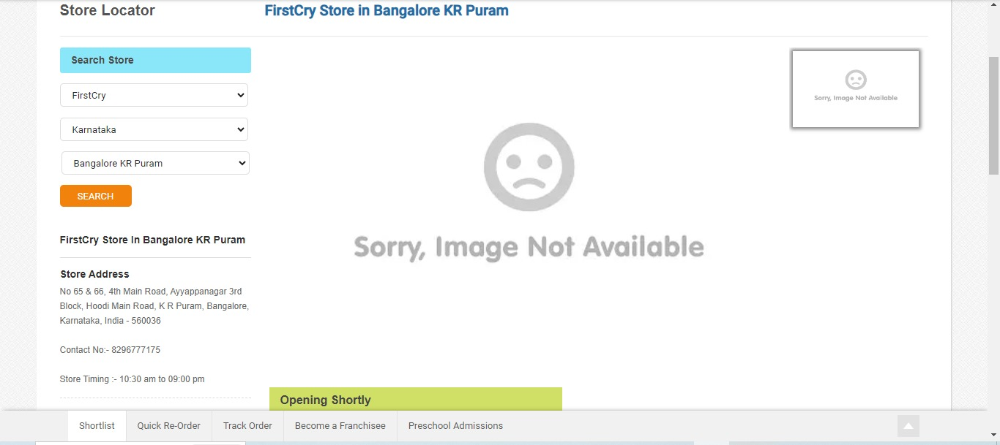 Store Locator
FirstCry Store in Bangalore KR Puram
Search Store
FirstCry
Karnataka
Bangalore KR Puram
SEARCH
FirstCry Store In Bangalore KR Puram
Store Address
No 65 & 66, 4th Main Road, Ayyappanagar 3rd
Block, Hoodi Main Road, K R Puram, Bangalore,
Karnataka, India - 560036
Contact No:- 8296777175
Store Timing :- 10:30 am to 09:00 pm
Sorry, Image Not Available
Sorry, Image Not Available
Opening Shortly
Shortlist
Quick Re-Order
Track Order
Become a Franchisee
Preschool Admissions